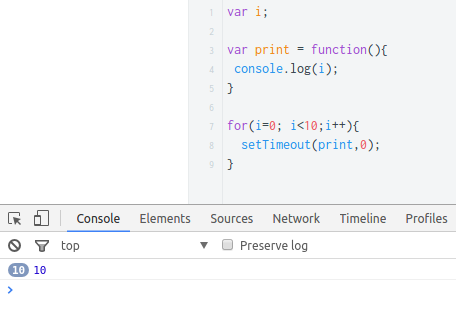 1 var i;
2
3 var print = function(){
4 console.log(i);
5 }
6
7 for(i=0; i<10;i++){
8 setTimeout(print,0);
9 }
Console Elements Sources Network Timeline Profiles
top Preserve log
10 10